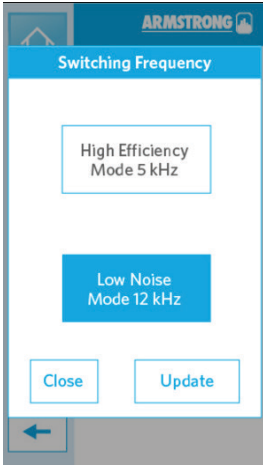 ARMSTRONG
Switching Frequency
High Efficiency
Mode 5 kHz
Low Noise
Mode 12 kHz
Close
Update